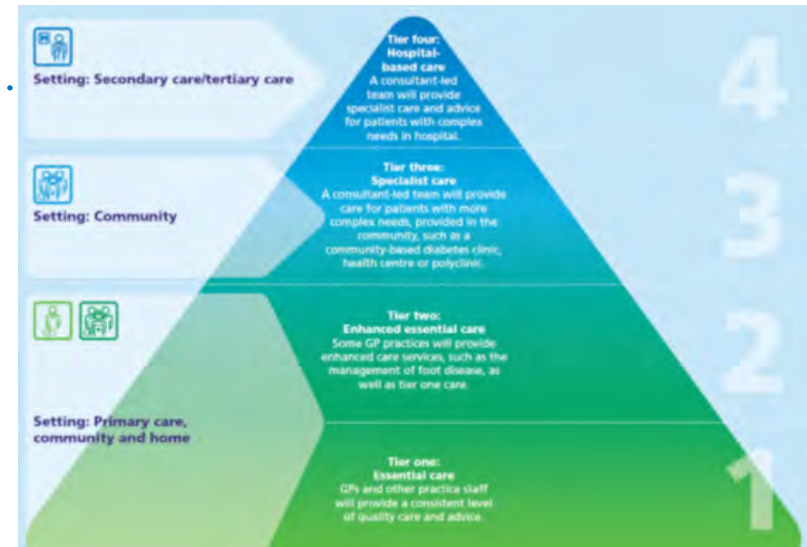 Setting: Secondary care/tertiary care
Tier four:
Hospital-
based care
A consultant-led
team will provide
specialist care and advice
for patients with complex
needs in hospital.
4
Setting: Community
Tier three:
Specialist care
A consultant-led team will provide
care for patients with more
complex needs, provided in the
community, such as a
community-based diabetes clinic,
health centre or polyclinic.
3
Tier two:
Enhanced essential care
Some GP practices will provide
enhanced care services, such as the
management of foot disease, as
well as tier one care.
2
Setting: Primary care,
community and home
Tier one:
Essential care
GPs and other practice staff
will provide a consistent level
of quality care and advice.
1